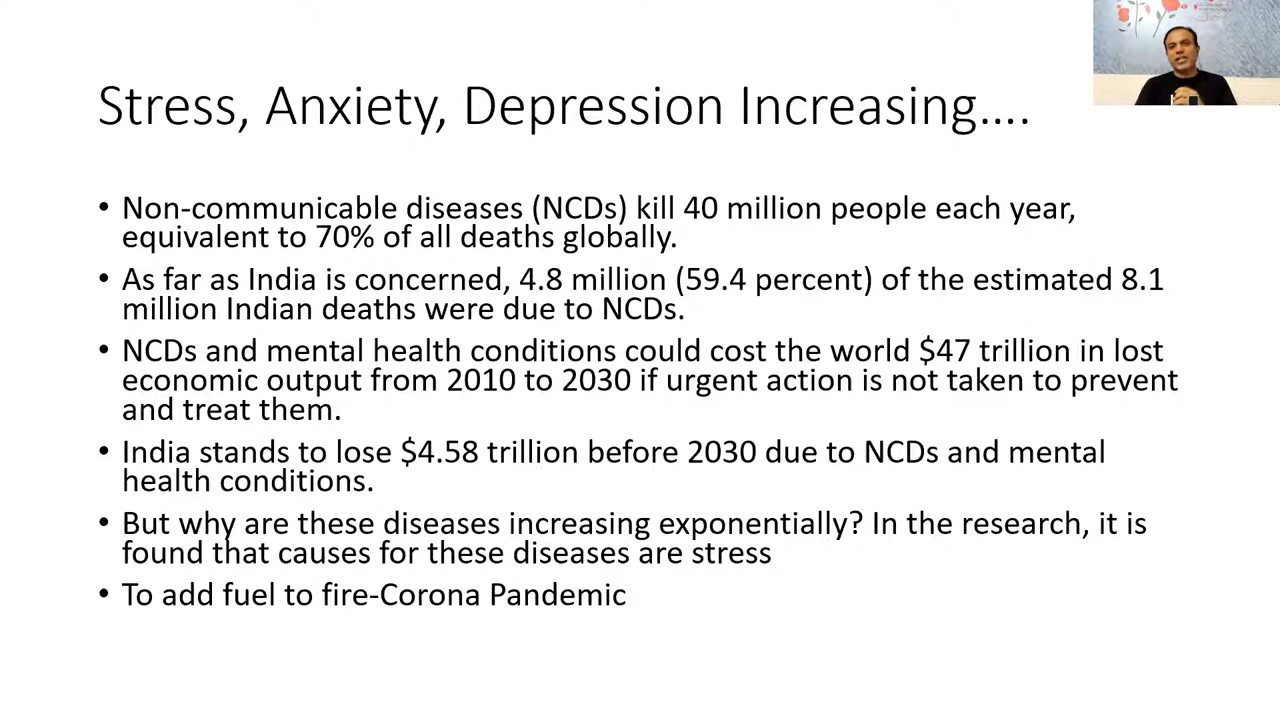 Stress, Anxiety, Depression Increasing....
• Non-communicable diseases (NCDs) kill 40 million people each year,
equivalent to 70% of all deaths globally.
• As far as India is concerned, 4.8 million (59.4 percent) of the estimated 8.1
million Indian deaths were due to NCDs.
• NCDs and mental health conditions could cost the world $47 trillion in lost
economic output from 2010 to 2030 if urgent action is not taken to prevent
and treat them.
• India stands to lose $4.58 trillion before 2030 due to NCDs and mental
health conditions.
• But why are these diseases increasing exponentially? In the research, it is
found that causes for these diseases are stress
• To add fuel to fire-Corona Pandemic